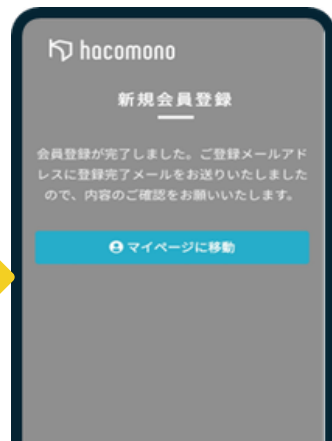 hacomono
新規会員登録
会員登録が完了しました。ご登録メールアド
レスに登録完了メールをお送りいたしました
ので、内容のご確認をお願いいたします。
マイページに移動